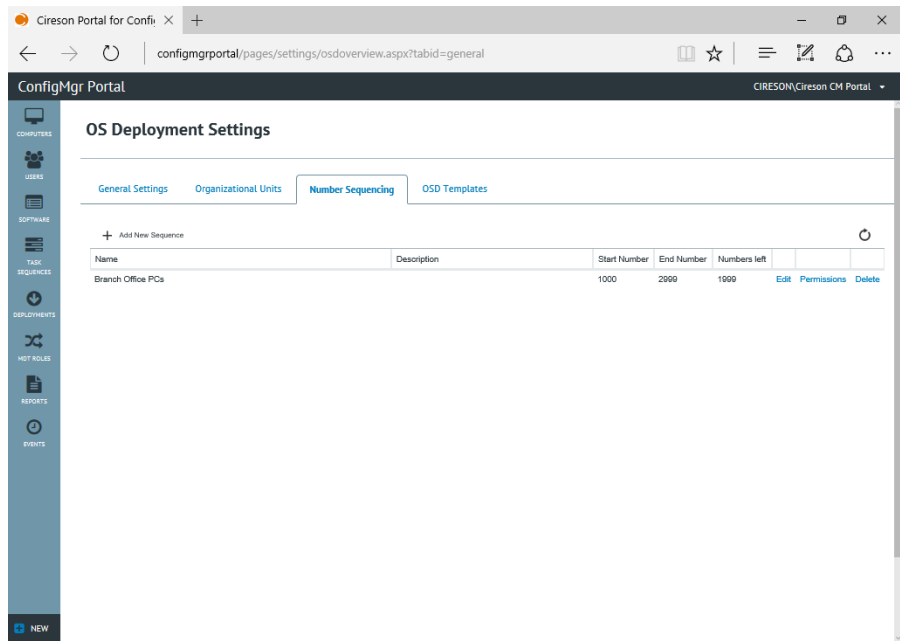 Cireson Portal for Config
configmgrportal/pages/settings/osdoverview.aspx?tabid=general
ConfigMgr Portal
CIRESON\Cireson CM Portal
COMPUTERS
USERS
SOFTWARE
TASK
SEQUENCES
DEPLOYMENTS
MDT ROLES
REPORTS
EVENTS
NEW
OS Deployment Settings
General Settings Organizational Units Number Sequencing OSD Templates
Add New Sequence
Name Description Start Number End Number Numbers left
Branch Office PCs 1000 2999 1999 Edit Permissions Delete